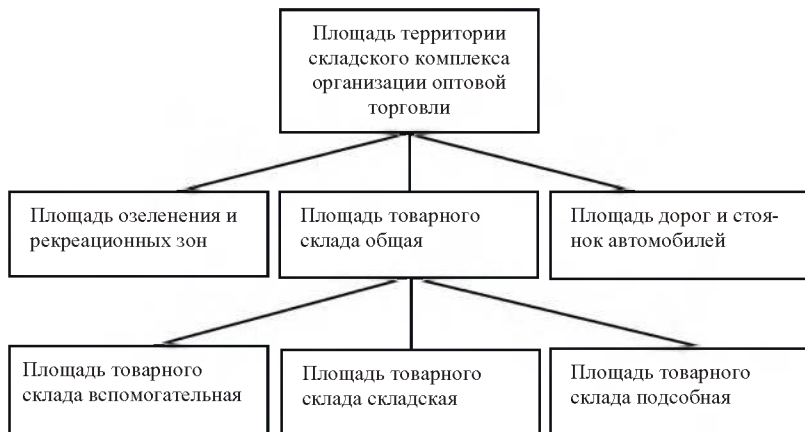 Площадь территории
складского комплекса
организации оптовой
торговли
Площадь озеленения и
рекреационных зон
Площадь товарного
склада общая
Площадь дорог и стоя-
нок автомобилей
Площадь товарного
склада вспомогательная
Площадь товарного
склада складская
Площадь товарного
склада подсобная